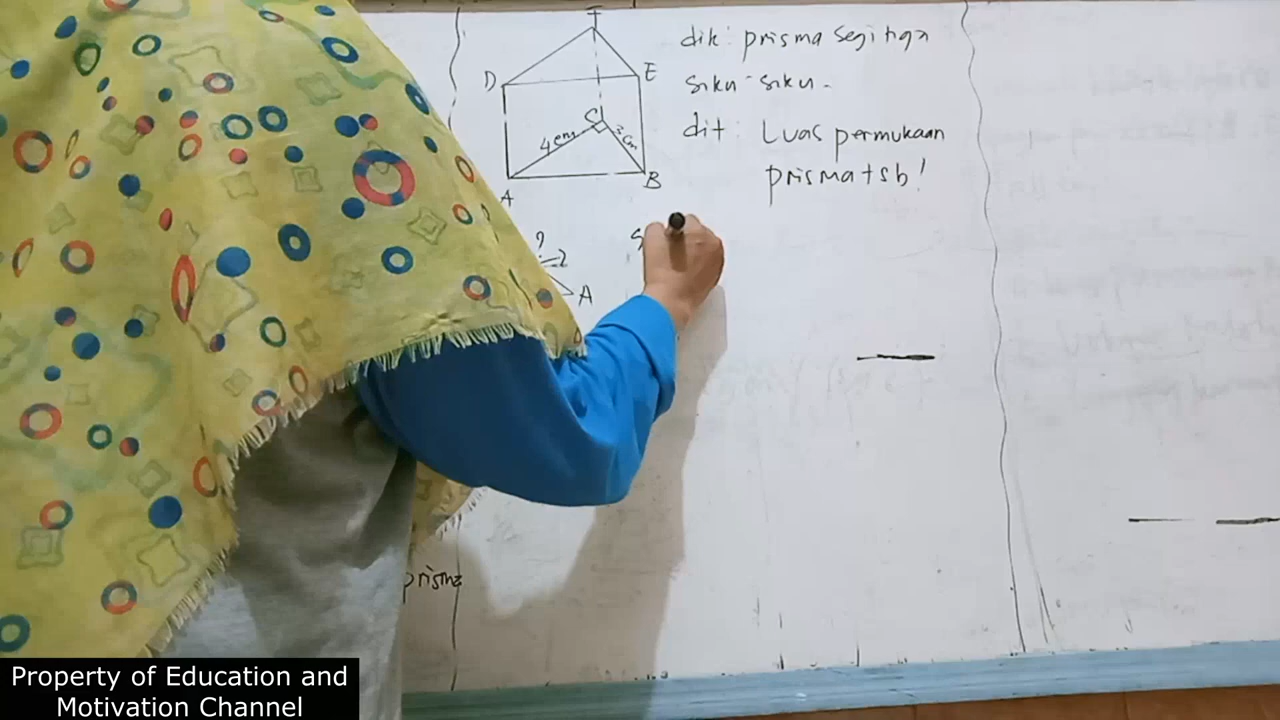 F
D
E
C
4 cm
3 cm
A
B
dik: prisma segitiga
siku-siku.
dit: Luas permukaan
prisma tsb!
?
A
prisma
Property of Education and
Motivation Channel